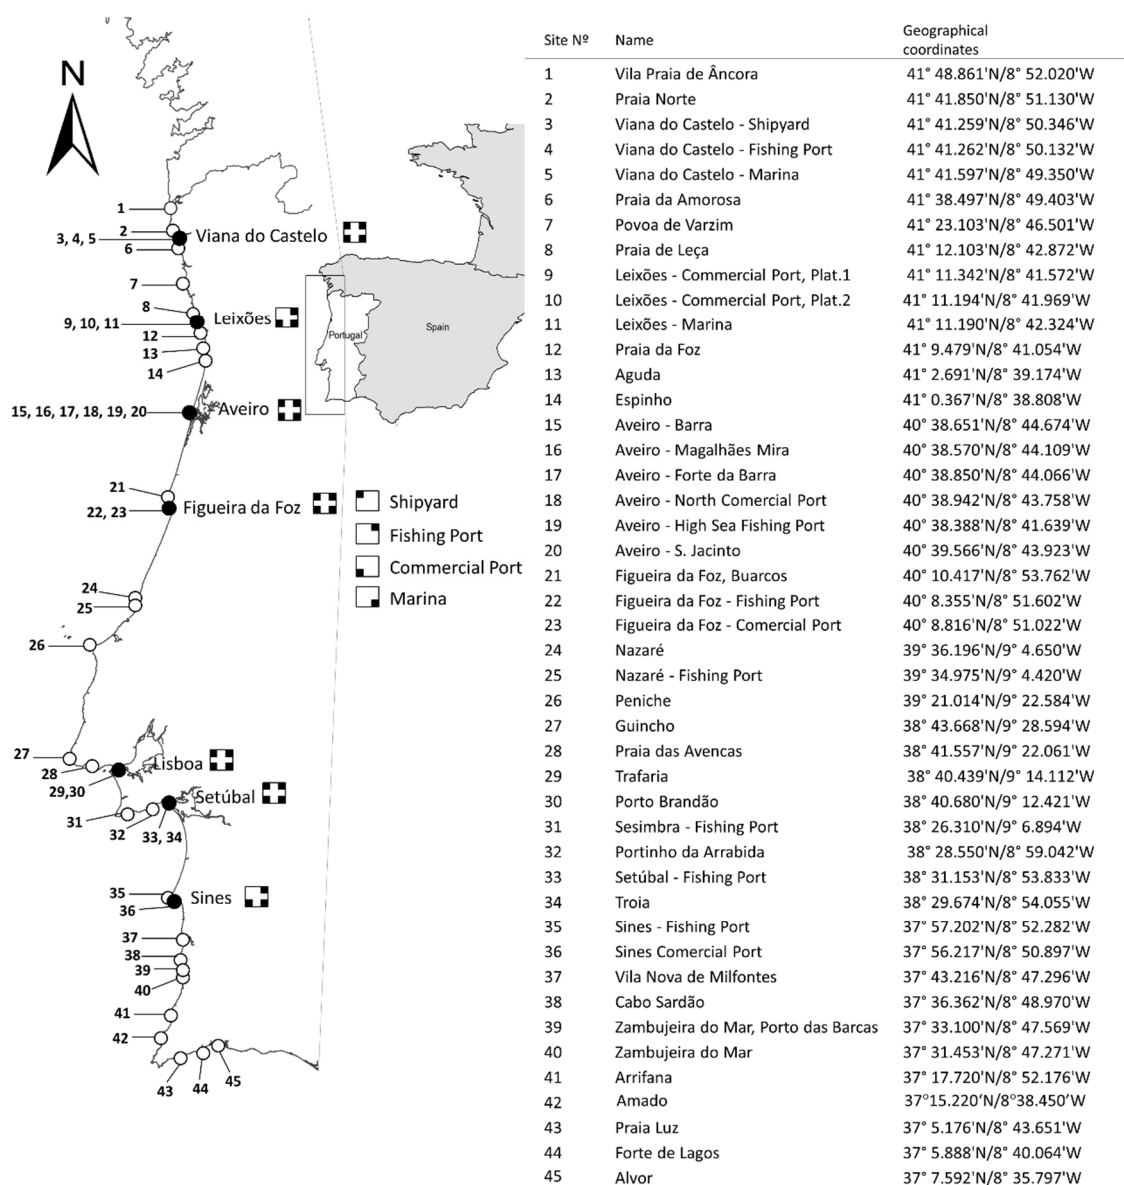 N
1
2
3, 4, 5
Viana do Castelo
6
7
8
9, 10, 11
Leixões
12
13
14
15, 16, 17, 18, 19, 20
Aveiro
21
22, 23
Figueira da Foz
24
25
26
27
28
Lisboa
29,30
Setúbal
31
32
33, 34
35
Sines
36
37
38
39
40
41
42
43
44
45
Portugal
Spain
Shipyard
Fishing Port
Commercial Port
Marina
Site Nº Name Geographical
coordinates
1 Vila Praia de Âncora 41° 48.861'N/8° 52.020'W
2 Praia Norte 41° 41.850'N/8° 51.130'W
3 Viana do Castelo - Shipyard 41° 41.259'N/8° 50.346'W
4 Viana do Castelo - Fishing Port 41° 41.262'N/8° 50.132'W
5 Viana do Castelo - Marina 41° 41.597'N/8° 49.350'W
6 Praia da Amorosa 41° 38.497'N/8° 49.403'W
7 Povoa de Varzim 41° 23.103'N/8° 46.501'W
8 Praia de Leça 41° 12.103'N/8° 42.872'W
9 Leixões - Commercial Port, Plat.1 41° 11.342'N/8° 41.572'W
10 Leixões - Commercial Port, Plat.2 41° 11.194'N/8° 41.969'W
11 Leixões - Marina 41° 11.190'N/8° 42.324'W
12 Praia da Foz 41° 9.479'N/8° 41.054'W
13 Aguda 41° 2.691'N/8° 39.174'W
14 Espinho 41° 0.367'N/8° 38.808'W
15 Aveiro - Barra 40° 38.651'N/8° 44.674'W
16 Aveiro - Magalhães Mira 40° 38.570'N/8° 44.109'W
17 Aveiro - Forte da Barra 40° 38.850'N/8° 44.066'W
18 Aveiro - North Comercial Port 40° 38.942'N/8° 43.758'W
19 Aveiro - High Sea Fishing Port 40° 38.388'N/8° 41.639'W
20 Aveiro - S. Jacinto 40° 39.566'N/8° 43.923'W
21 Figueira da Foz, Buarcos 40° 10.417'N/8° 53.762'W
22 Figueira da Foz - Fishing Port 40° 8.355'N/8° 51.602'W
23 Figueira da Foz - Comercial Port 40° 8.816'N/8° 51.022'W
24 Nazaré 39° 36.196'N/9° 4.650'W
25 Nazaré - Fishing Port 39° 34.975'N/9° 4.420'W
26 Peniche 39° 21.014'N/9° 22.584'W
27 Guincho 38° 43.668'N/9° 28.594'W
28 Praia das Avencas 38° 41.557'N/9° 22.061'W
29 Trafaria 38° 40.439'N/9° 14.112'W
30 Porto Brandão 38° 40.680'N/9° 12.421'W
31 Sesimbra - Fishing Port 38° 26.310'N/9° 6.894'W
32 Portinho da Arrabida 38° 28.550'N/8° 59.042'W
33 Setúbal - Fishing Port 38° 31.153'N/8° 53.833'W
34 Troia 38° 29.674'N/8° 54.055'W
35 Sines - Fishing Port 37° 57.202'N/8° 52.282'W
36 Sines Comercial Port 37° 56.217'N/8° 50.897'W
37 Vila Nova de Milfontes 37° 43.216'N/8° 47.296'W
38 Cabo Sardão 37° 36.362'N/8° 48.970'W
39 Zambujeira do Mar, Porto das Barcas 37° 33.100'N/8° 47.569'W
40 Zambujeira do Mar 37° 31.453'N/8° 47.271'W
41 Arrifana 37° 17.720'N/8° 52.176'W
42 Amado 37°15.220‘N/8°38.450’W
43 Praia Luz 37° 5.176'N/8° 43.651'W
44 Forte de Lagos 37° 5.888'N/8° 40.064'W
45 Alvor 37° 7.592'N/8° 35.797'W